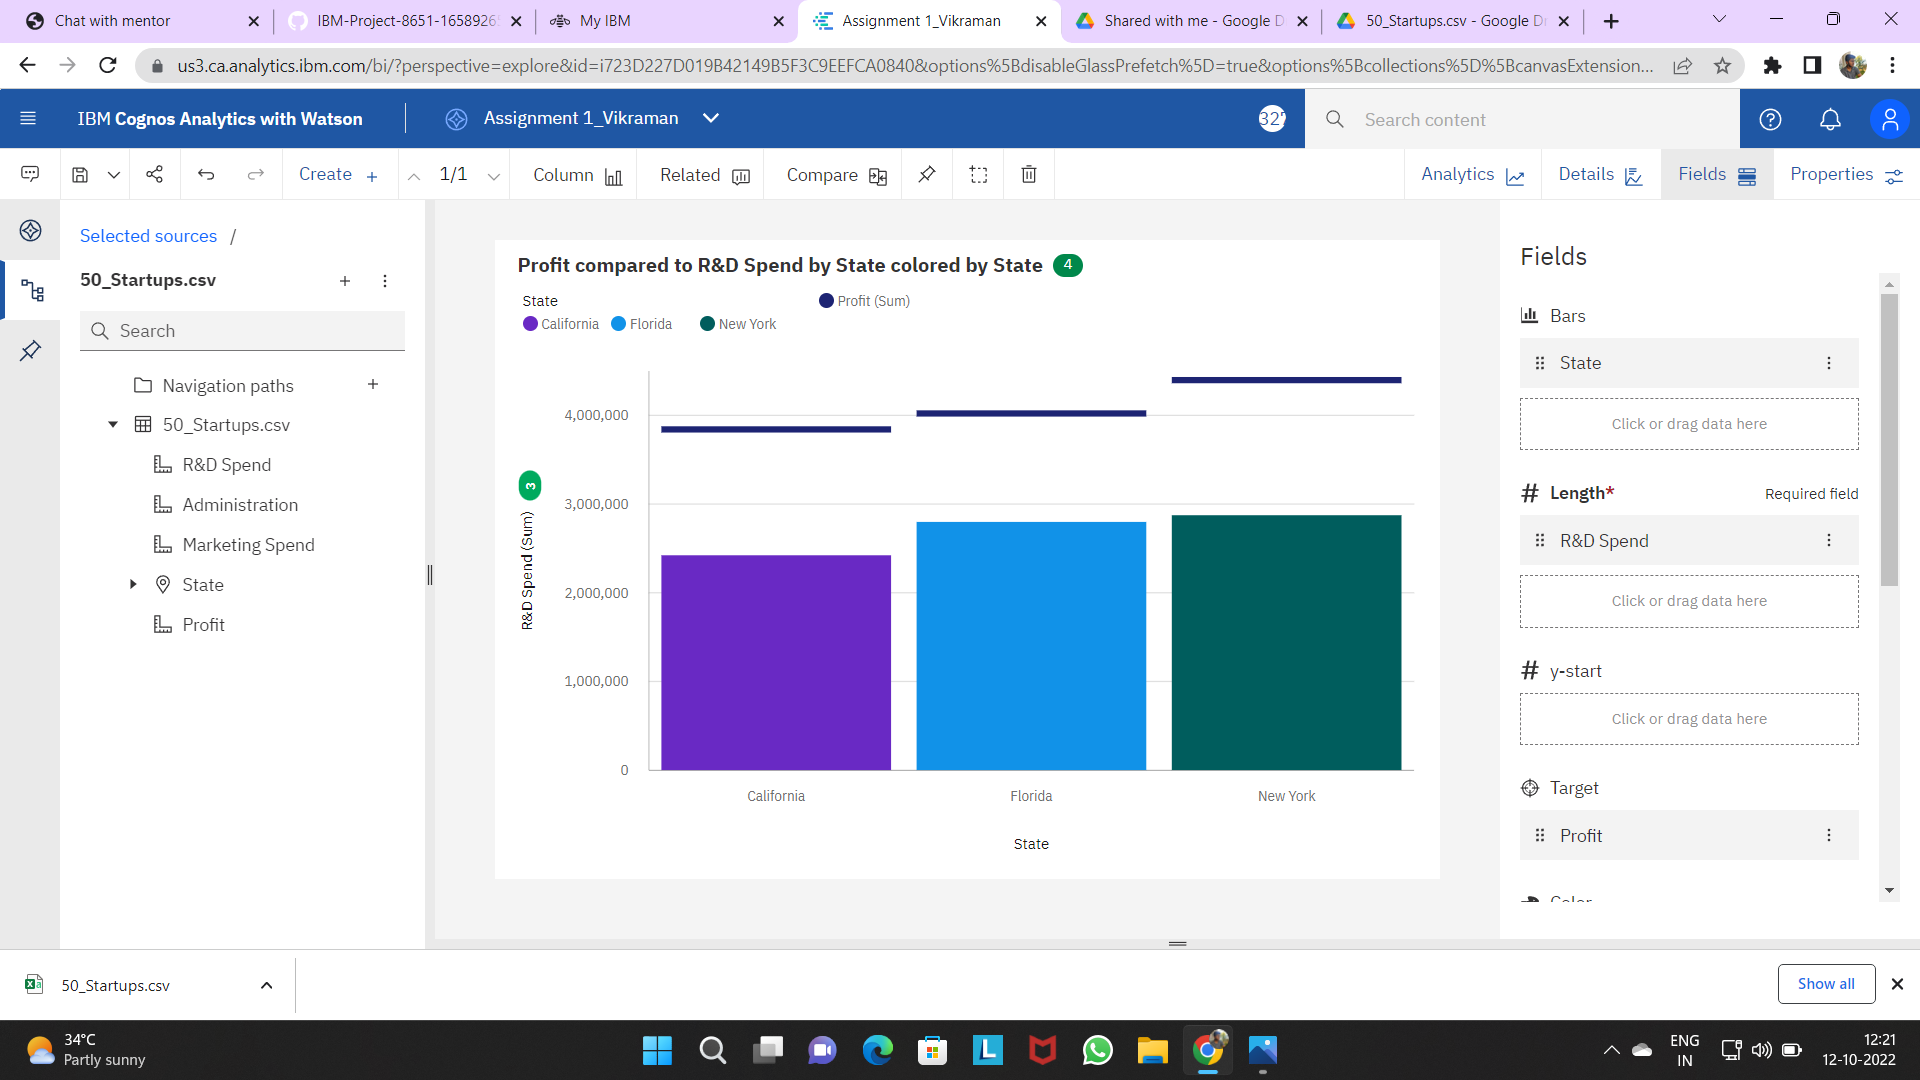 Chat with mentor
IBM-Project-8651-16589265
My IBM
Assignment 1_Vikraman
Shared with me - Google D
50_Startups.csv - Google Dr
us3.ca.analytics.ibm.com/bi/?perspective=explore&id=i723D227D019B42149B5F3C9EEFCA0840&options%5BdisableGlassPrefetch%5D=true&options%5Bcollections%5D%5BcanvasExtension...
IBM Cognos Analytics with Watson
Assignment 1_Vikraman
327
Search content
Create
1/1
Column
Related
Compare
Analytics
Details
Fields
Properties
Selected sources /
50_Startups.csv
Search
Navigation paths
50_Startups.csv
R&D Spend
Administration
Marketing Spend
State
Profit
Profit compared to R&D Spend by State colored by State 4
State
Profit (Sum)
California
Florida
New York
4,000,000
3,000,000
2,000,000
1,000,000
0
R&D Spend (Sum) 3
California
Florida
New York
State
Fields
Bars
State
Click or drag data here
Length* Required field
R&D Spend
Click or drag data here
y-start
Click or drag data here
Target
Profit
Color
50_Startups.csv
Show all
34°C
Partly sunny
ENG
IN
12:21
12-10-2022